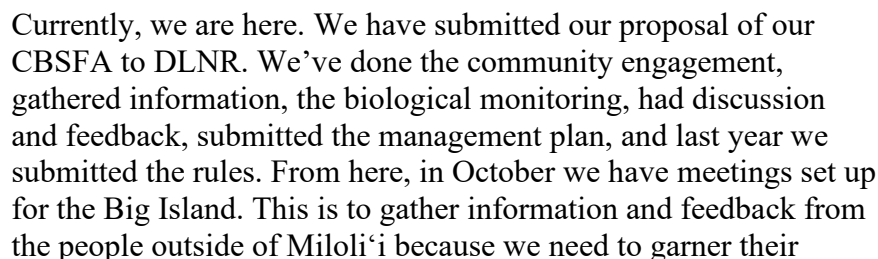 Currently, we are here. We have submitted our proposal of our
CBSFA to DLNR. We’ve done the community engagement,
gathered information, the biological monitoring, had discussion
and feedback, submitted the management plan, and last year we
submitted the rules. From here, in October we have meetings set up
for the Big Island. This is to gather information and feedback from
the people outside of Miloli‘i because we need to garner their